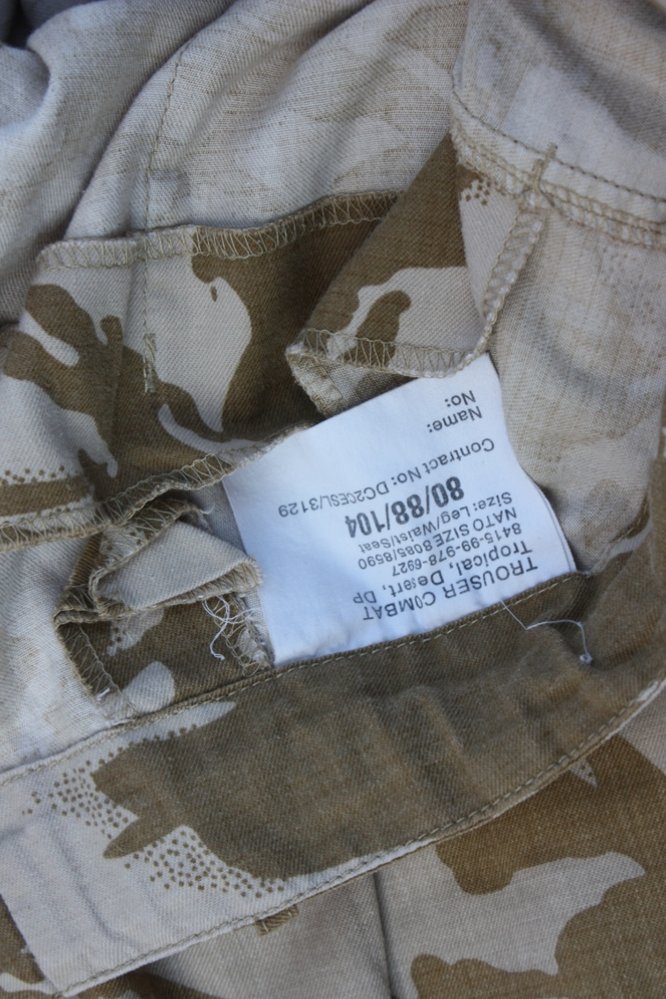 TROUSER COMBAT
Tropical, Desert, DP
8415-99-978-6927
NATO SIZE 8085/8590
Size: Leg/Waist/Seat
80/88/104
Contract No: DC20ESL/3129
Name:
No: